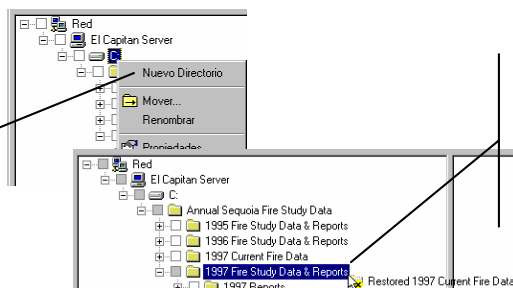 Red
El Capitan Server
C:
Nuevo Directorio
Mover...
Renombrar
Propiedades
Red
El Capitan Server
C:
Annual Sequoia Fire Study Data
1995 Fire Study Data & Reports
1996 Fire Study Data & Reports
1997 Current Fire Data
1997 Fire Study Data & Reports
Restored 1997 Current Fire Data
1997 Reports